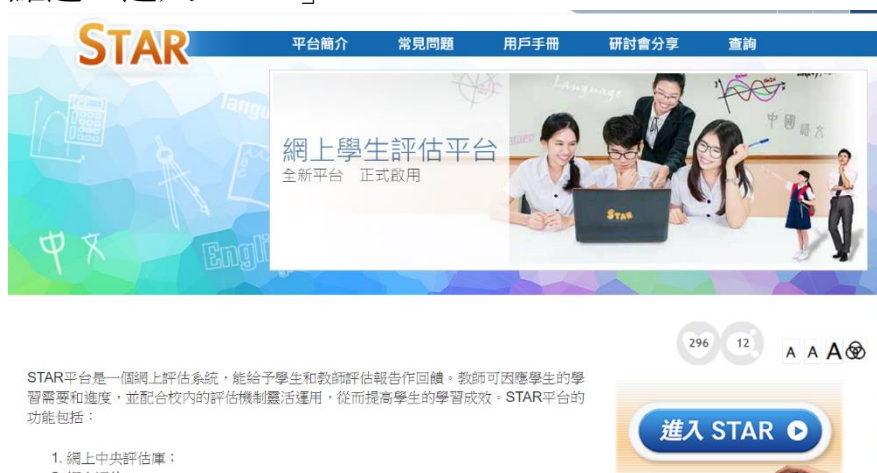 STAR
平台簡介 常見問題 用戶手冊 研討會分享 查詢
網上學生評估平台
全新平台 正式啟用
Language
中國語文
STAR
中文
296 12
A A A
STAR平台是一個網上評估系統，能給予學生和教師評估報告作回饋。教師可因應學生的學
習需要和進度，並配合校內的評估機制靈活運用，從而提高學生的學習成效。STAR平台的
功能包括：
進入 STAR
1. 網上中央評估庫；